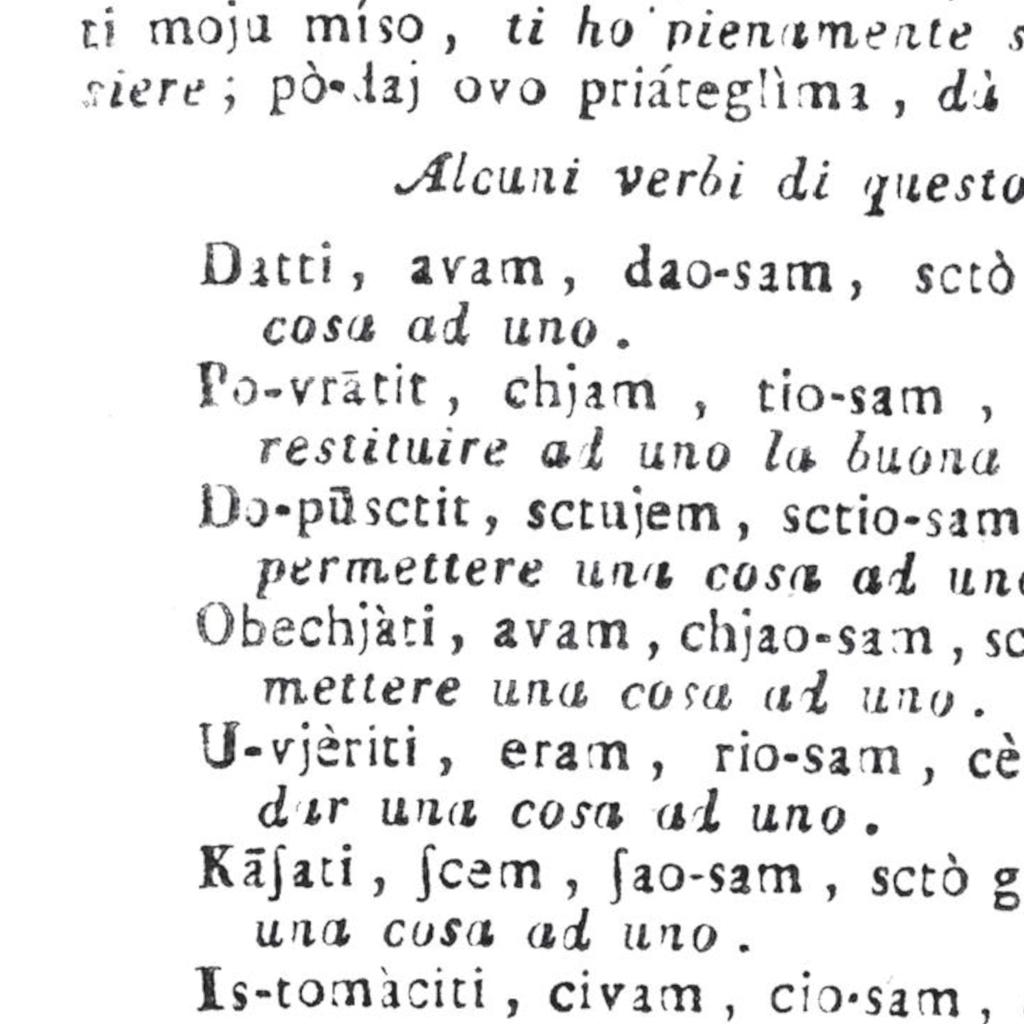 ti moju míso, ti ho pienamente
siere; pò-daj ovo priáteglìma, dà
Alcuni verbi di questo
Datti, avam, dao-sam, sctò
cosa ad uno.
Po-vrātit, chjam, tio-sam,
restituire ad uno la buona
Do-pūsctit, sctujem, sctio-sam
permettere una cosa ad uno
Obechjàti, avam, chjao-sam, sc
mettere una cosa ad uno.
U-vjèriti, eram, rio-sam, cè
dar una cosa ad uno.
Kāſati, ſcem, ſao-sam, sctò g
una cosa ad uno.
Is-tomàciti, civam, cio-sam,